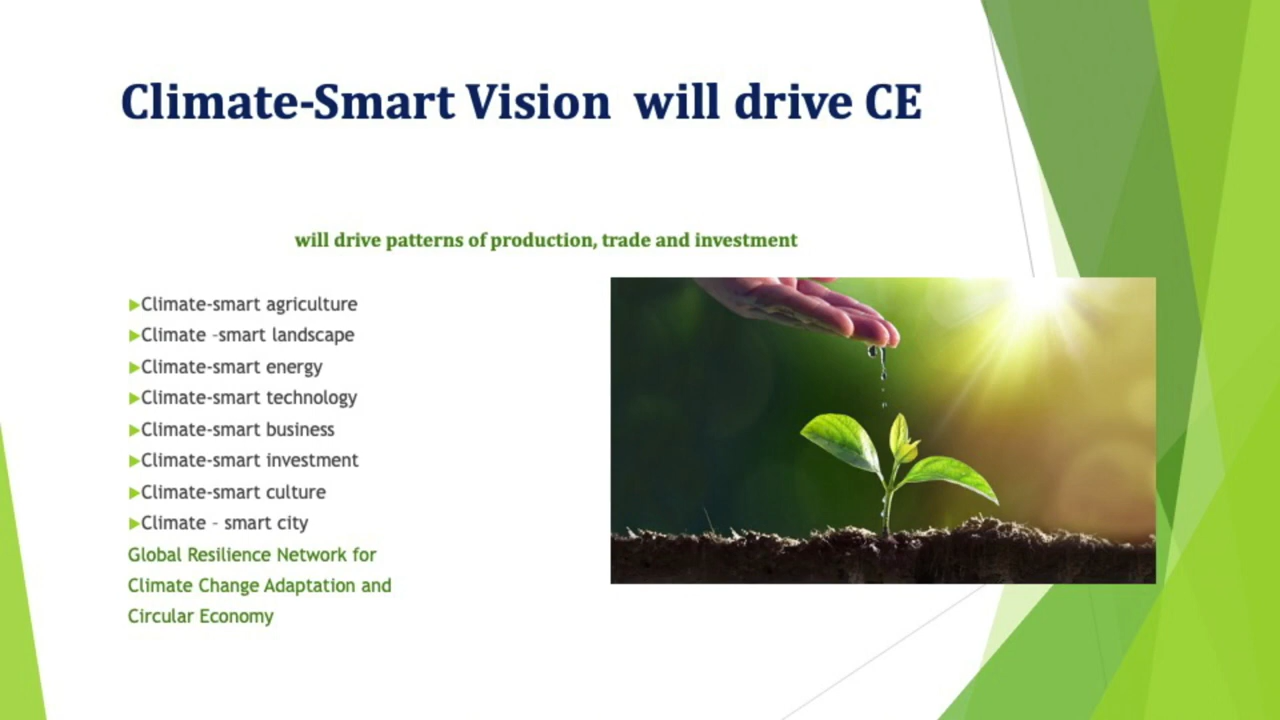 Climate-Smart Vision  will drive CE
will drive patterns of production, trade and investment
▶Climate-smart agriculture
▶Climate –smart landscape
▶Climate-smart energy
▶Climate-smart technology
▶Climate-smart business
▶Climate-smart investment
▶Climate-smart culture
▶Climate – smart city
Global Resilience Network for
Climate Change Adaptation and
Circular Economy